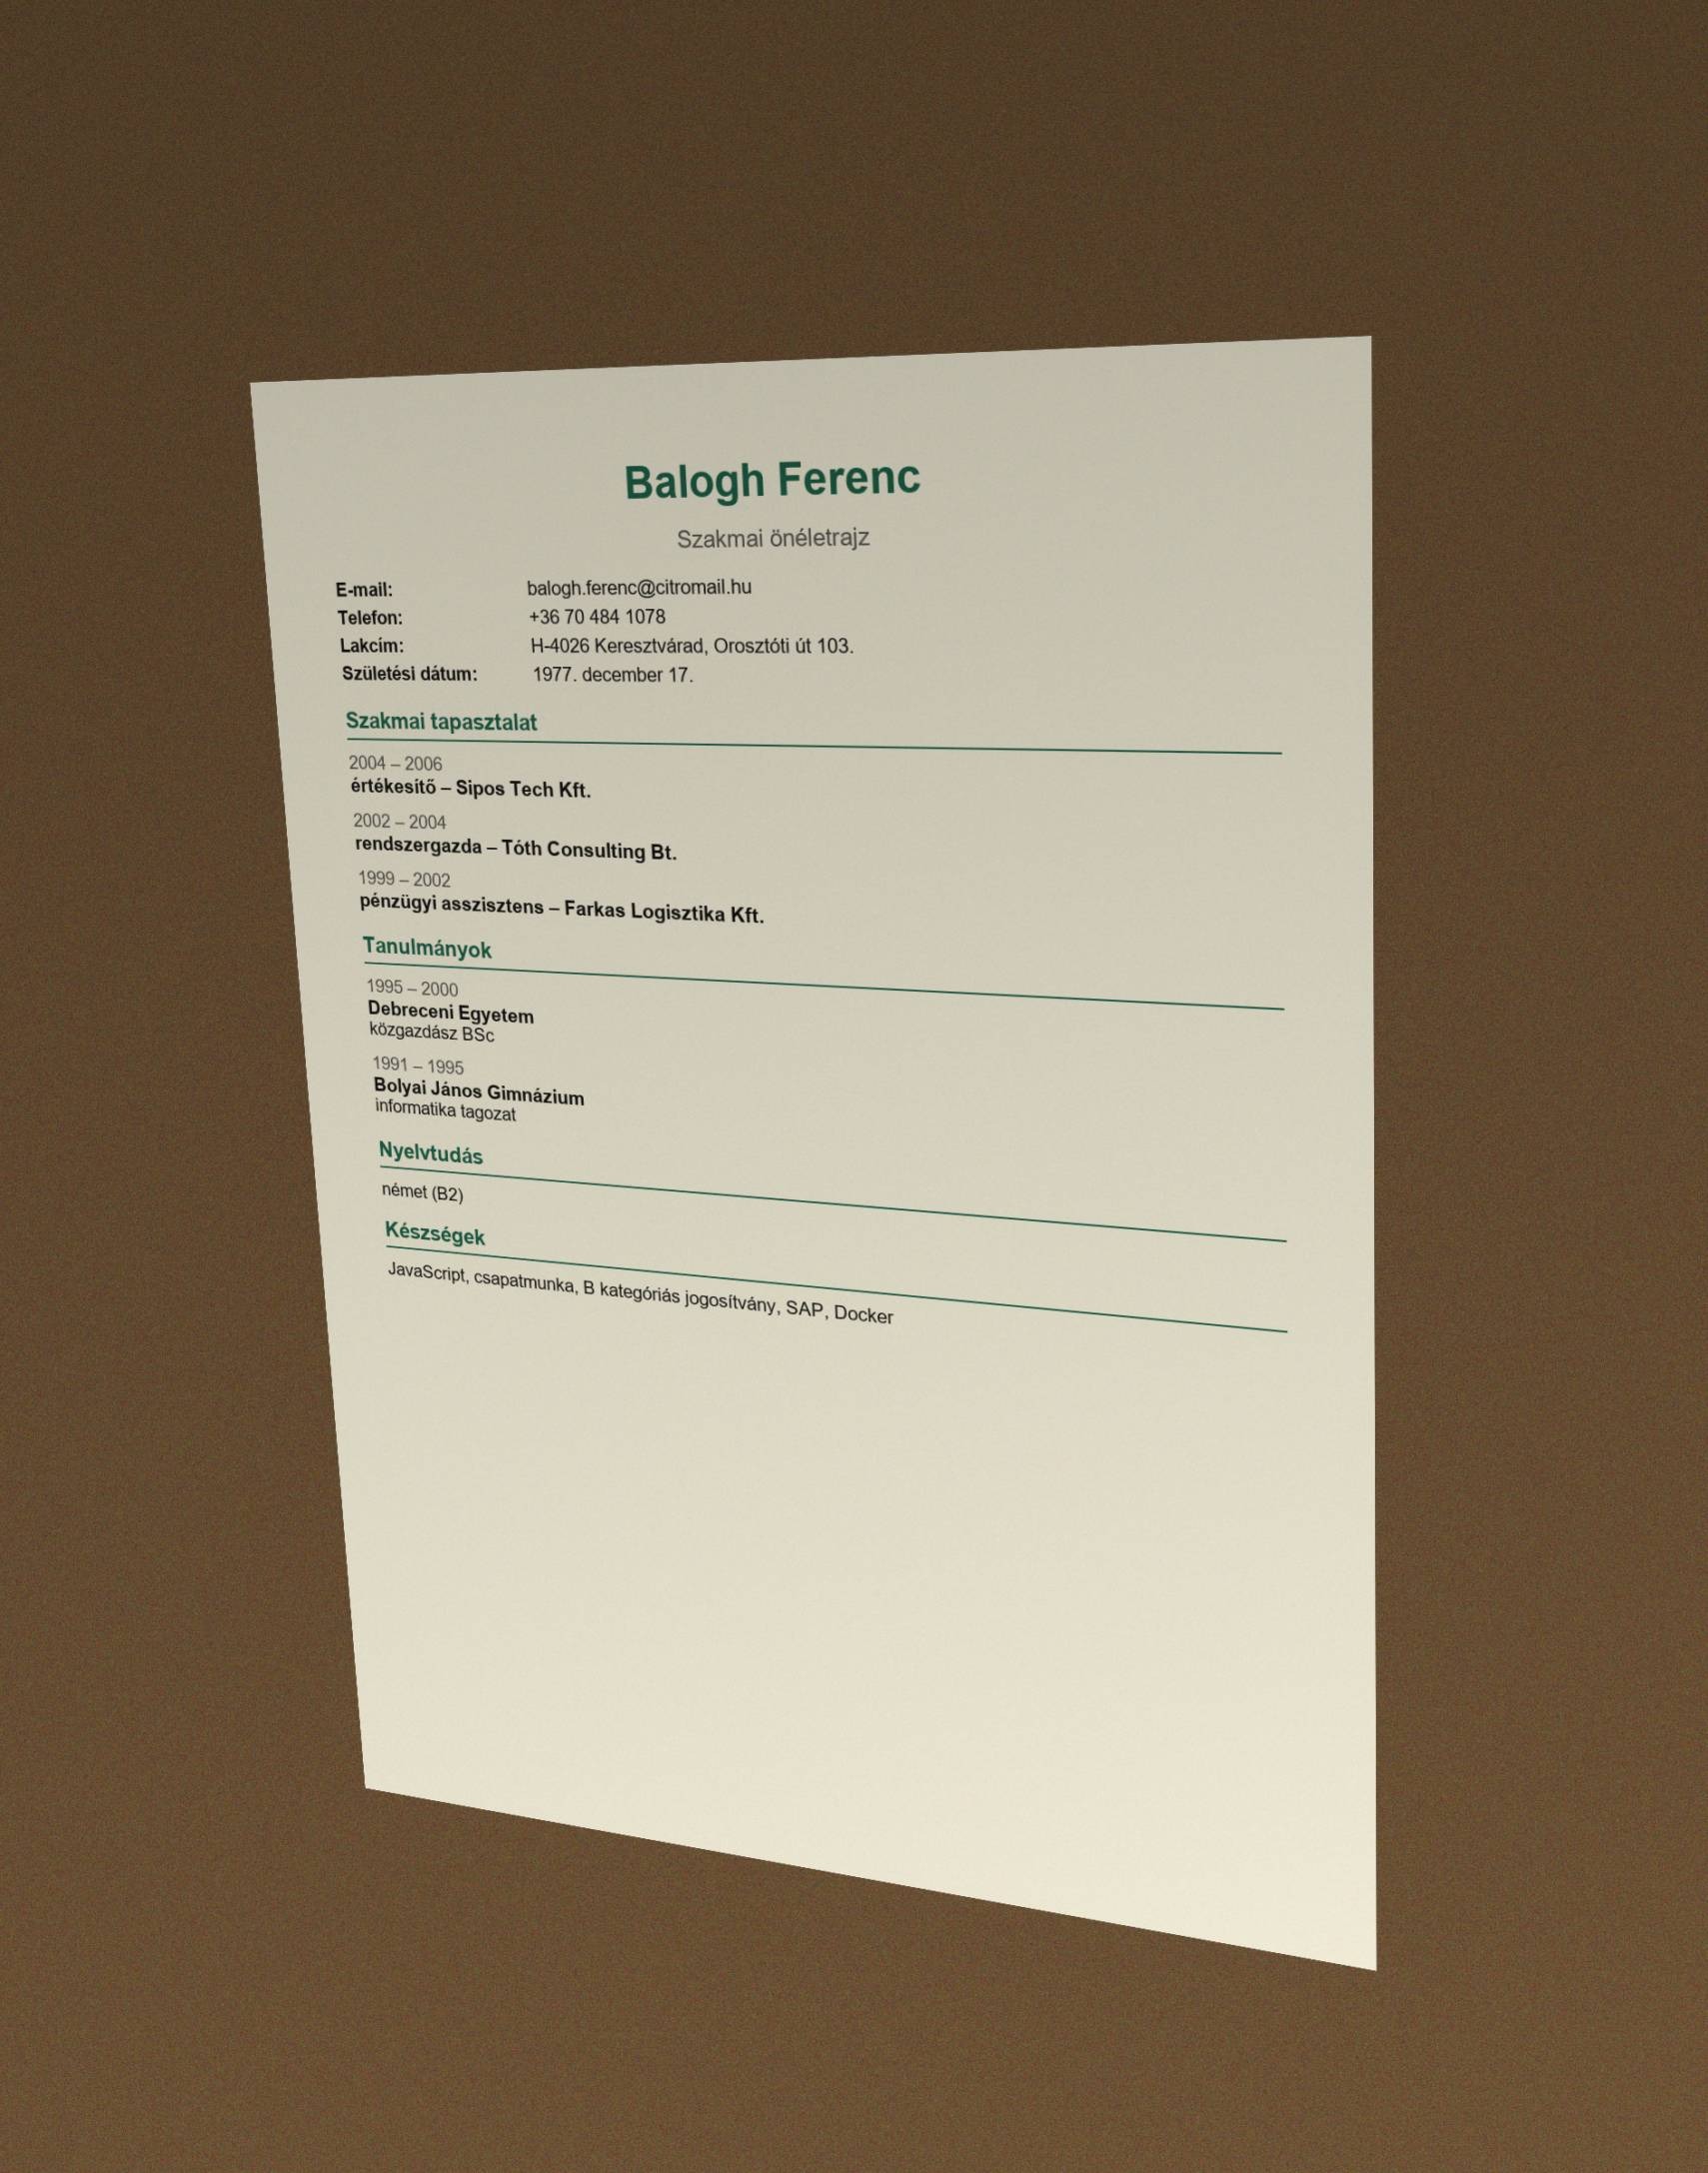 Balogh Ferenc
Szakmai önéletrajz
E-mail: balogh.ferenc@citromail.hu
Telefon: +36 70 484 1078
Lakcím: H-4026 Keresztvárad, Orosztóti út 103.
Születési dátum: 1977. december 17.
Szakmai tapasztalat
2004 – 2006
értékesítő – Sipos Tech Kft.
2002 – 2004
rendszergazda – Tóth Consulting Bt.
1999 – 2002
pénzügyi asszisztens – Farkas Logisztika Kft.
Tanulmányok
1995 – 2000
Debreceni Egyetem
közgazdász BSc
1991 – 1995
Bolyai János Gimnázium
informatika tagozat
Nyelvtudás
német (B2)
Készségek
JavaScript, csapatmunka, B kategóriás jogosítvány, SAP, Docker